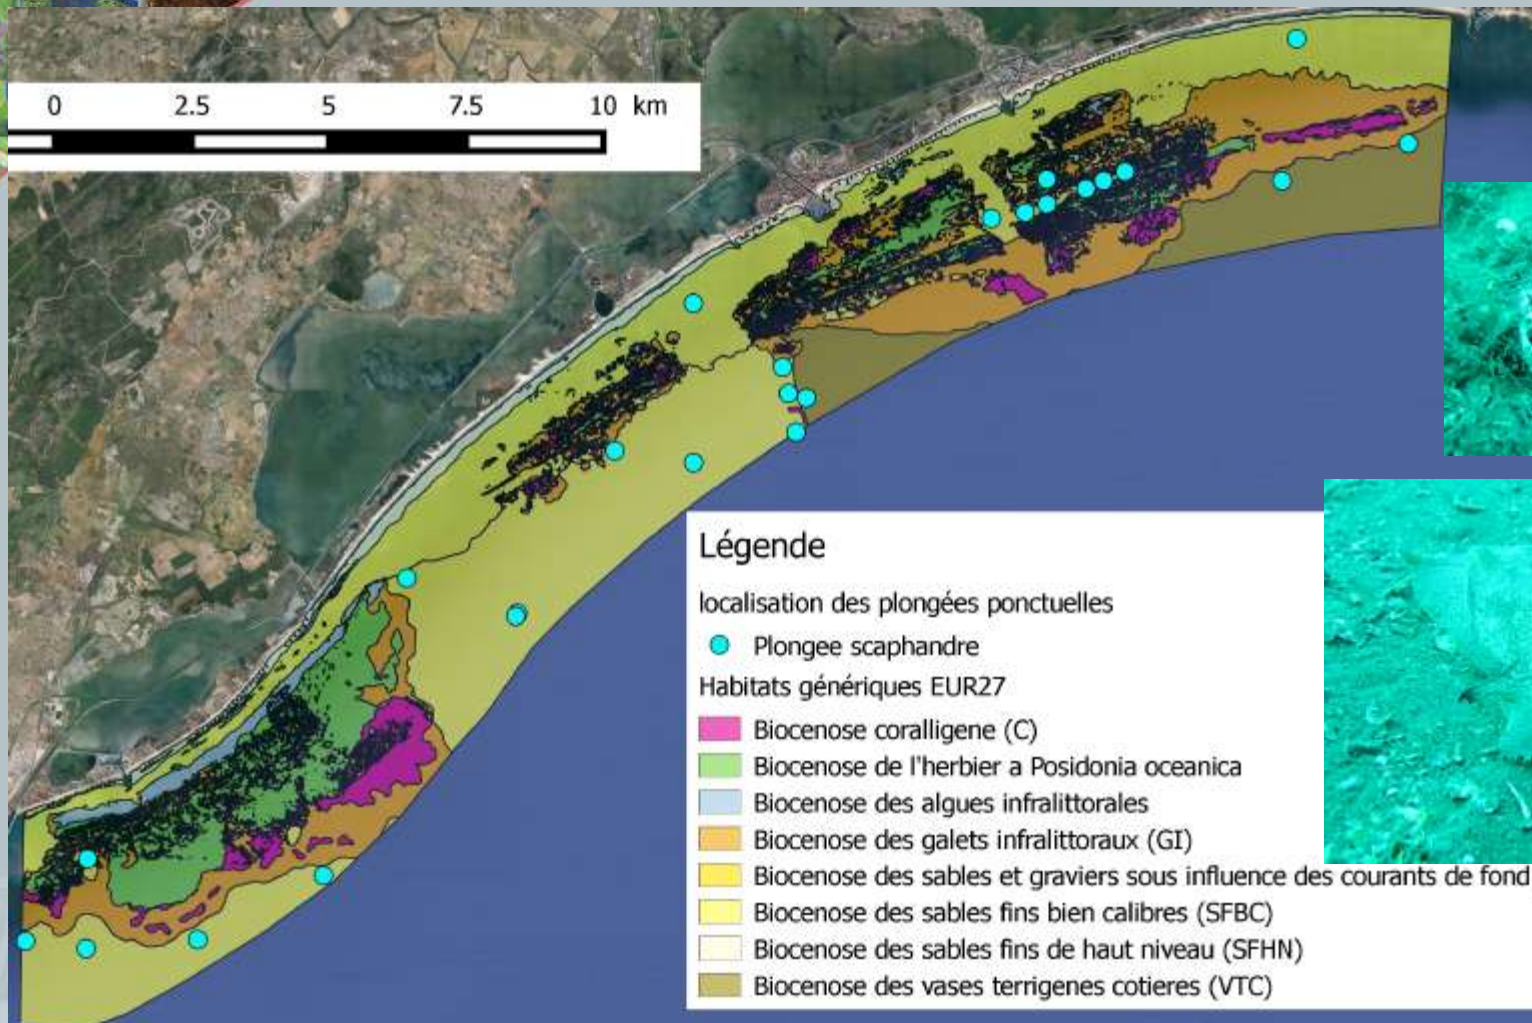 0 2.5 5 7.5 10 km
Légende
localisation des plongées ponctuelles
Plongee scaphandre
Habitats génériques EUR27
Biocenose coralligene (C)
Biocenose de l'herbier a Posidonia oceanica
Biocenose des algues infralittorales
Biocenose des galets infralittoraux (GI)
Biocenose des sables et graviers sous influence des courants de fond
Biocenose des sables fins bien calibres (SFBC)
Biocenose des sables fins de haut niveau (SFHN)
Biocenose des vases terrigenes cotieres (VTC)